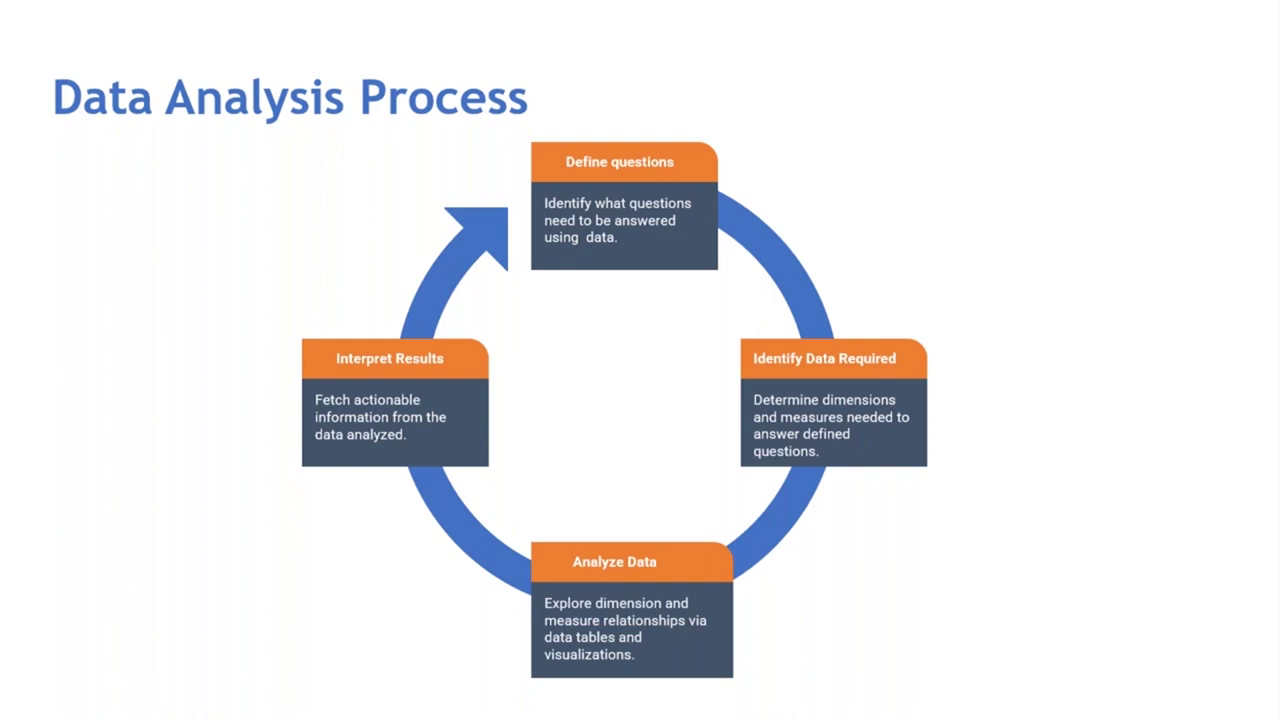 Data Analysis Process
Define questions
Identify what questions
need to be answered
using  data.
Identify Data Required
Determine dimensions
and measures needed to
answer defined
questions.
Analyze Data
Explore dimension and
measure relationships via
data tables and
visualizations.
Interpret Results
Fetch actionable
information from the
data analyzed.